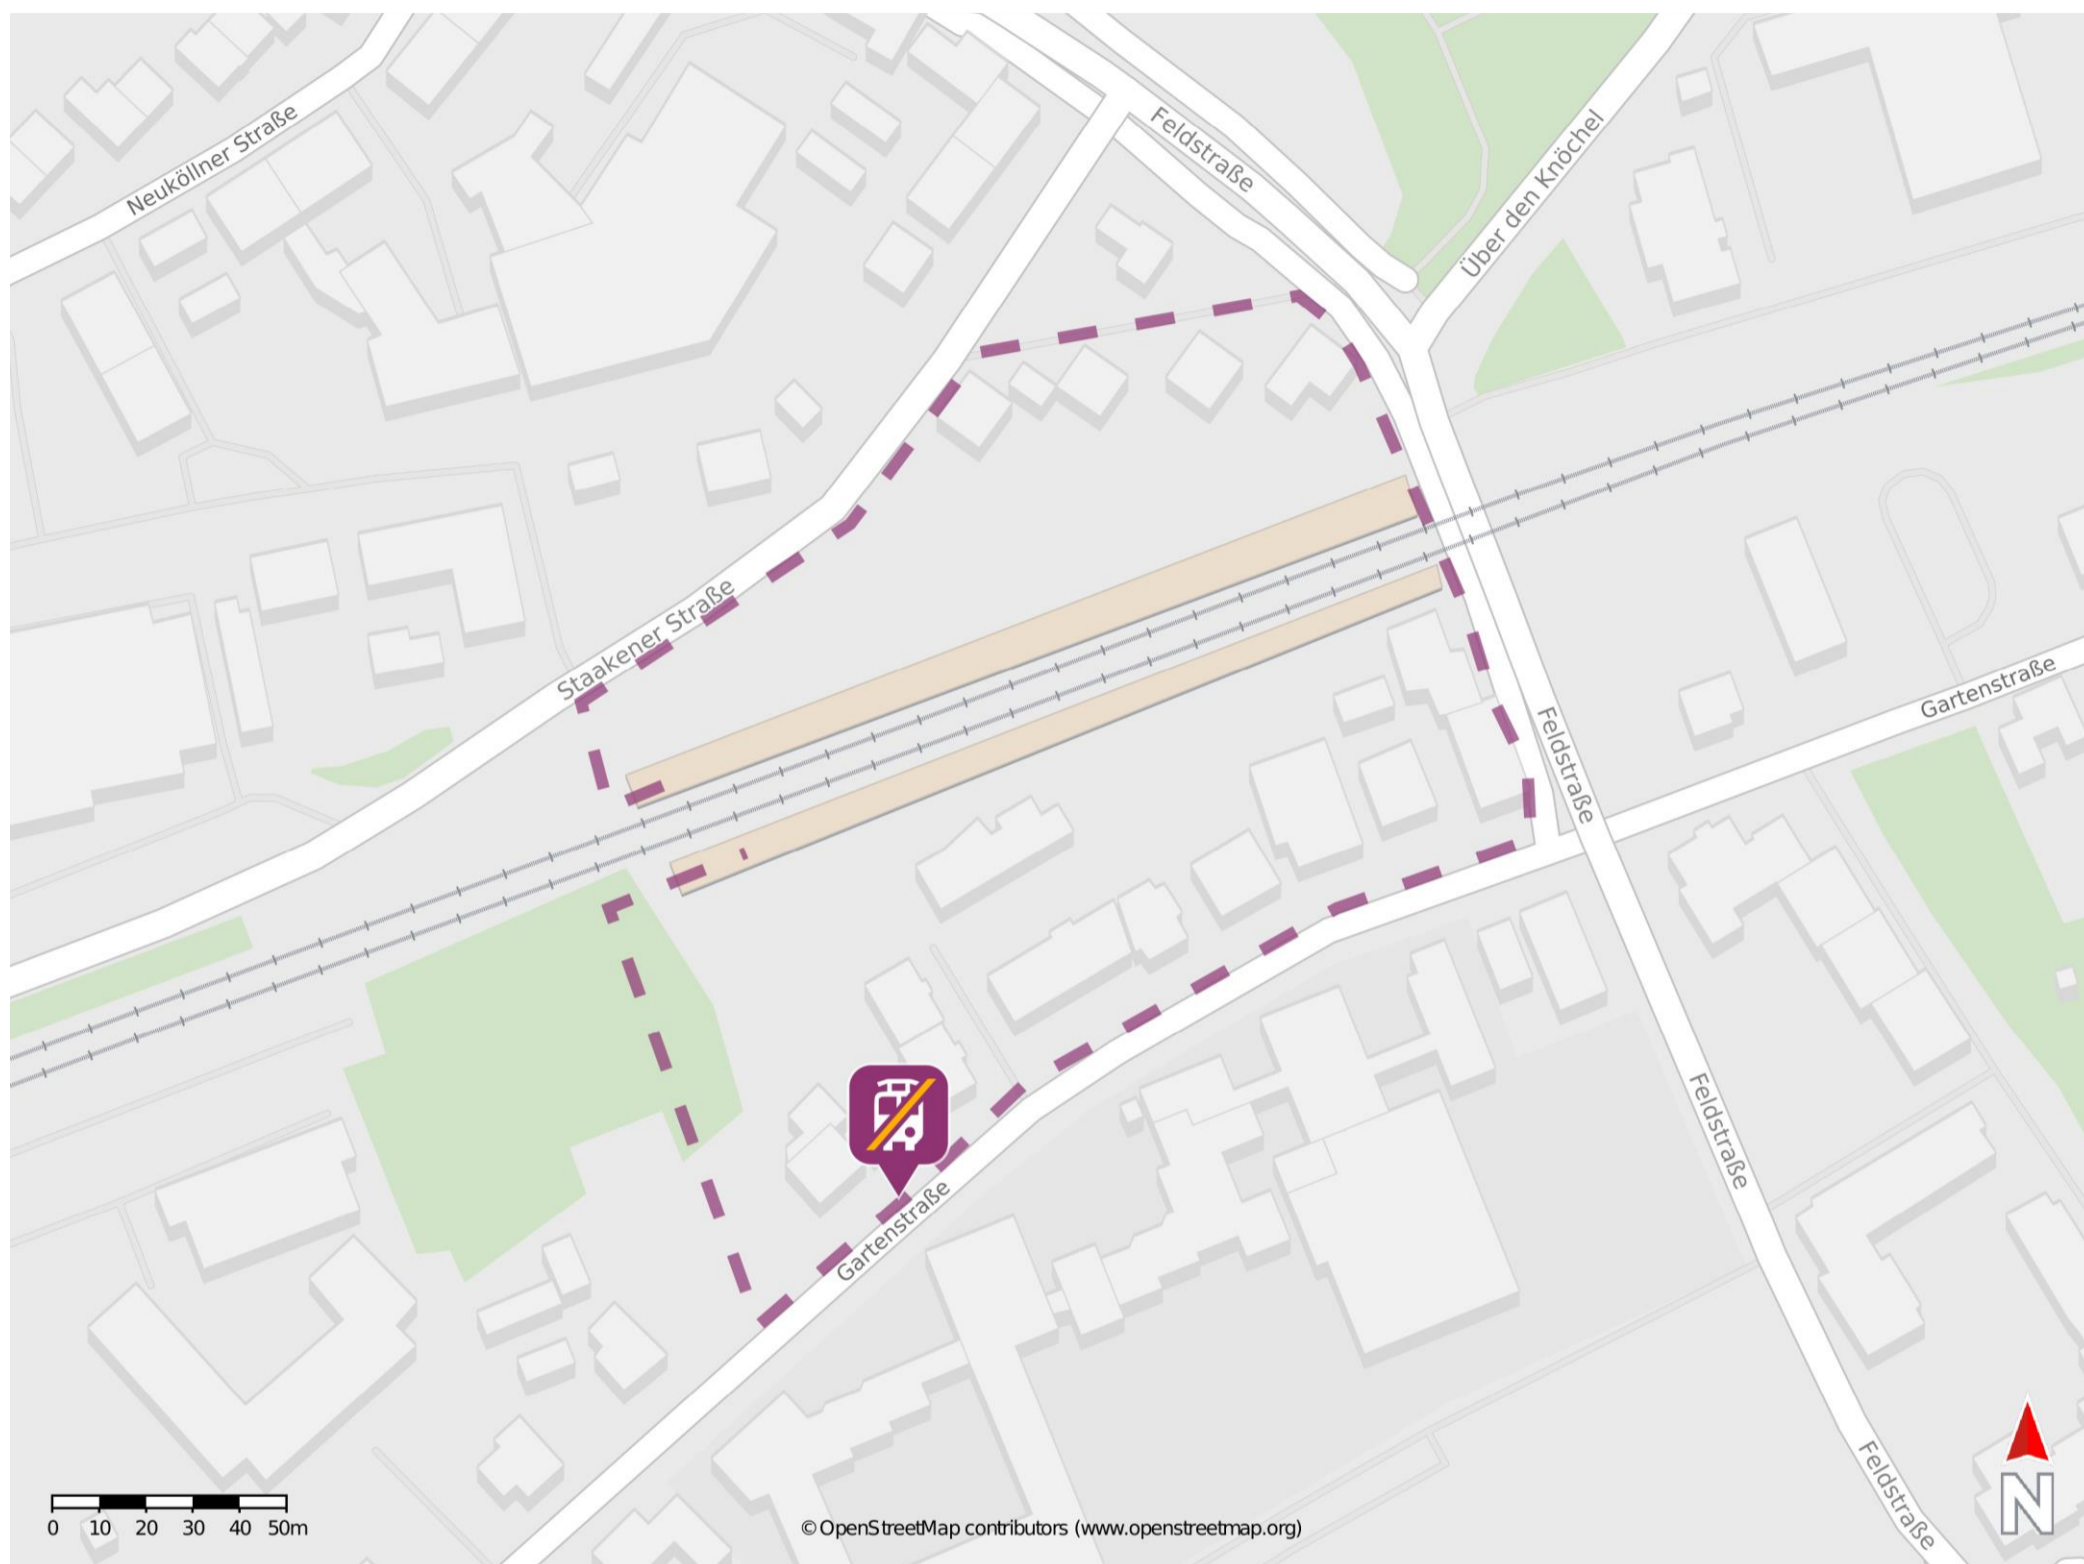 Neuköllner Straße
Feldstraße
Über den Knöchel
Staakener Straße
Gartenstraße
Feldstraße
Gartenstraße
Feldstraße
Feldstraße
0 10 20 30 40 50m
© OpenStreetMap contributors (www.openstreetmap.org)
N